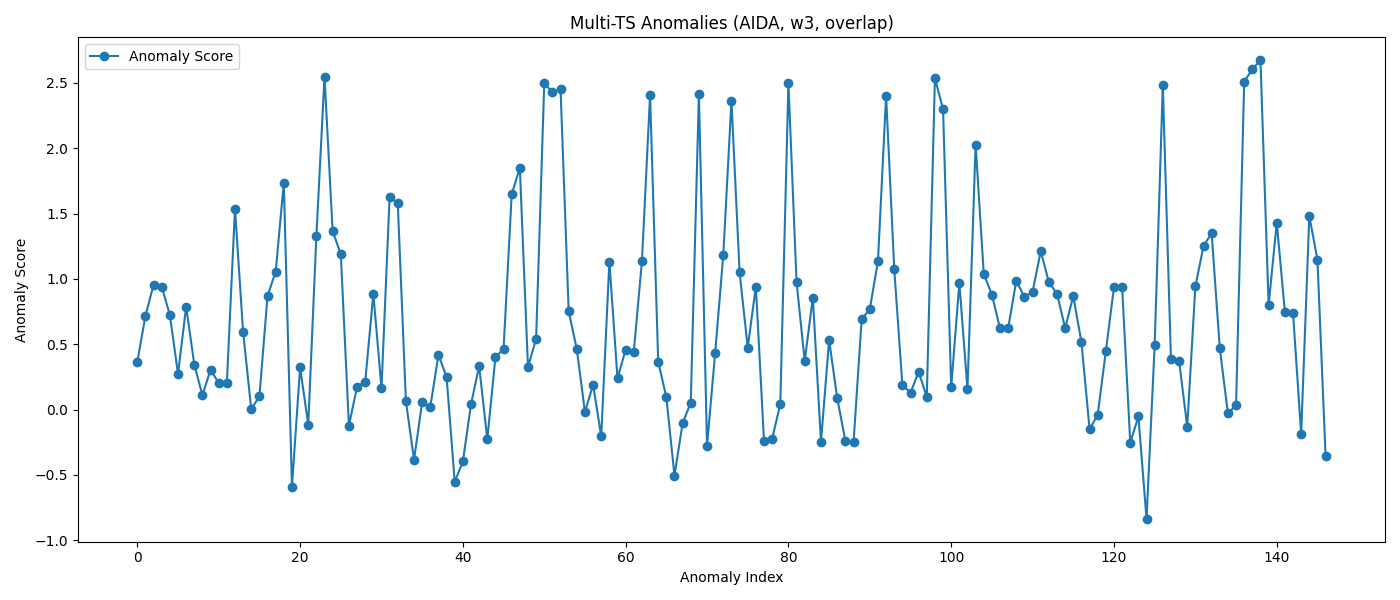 Multi-TS Anomalies (AIDA, w3, overlap)
Anomaly Score
2.5
2.0
1.5
1.0
0.5
0.0
−0.5
−1.0
Anomaly Score
0 20 40 60 80 100 120 140
Anomaly Index